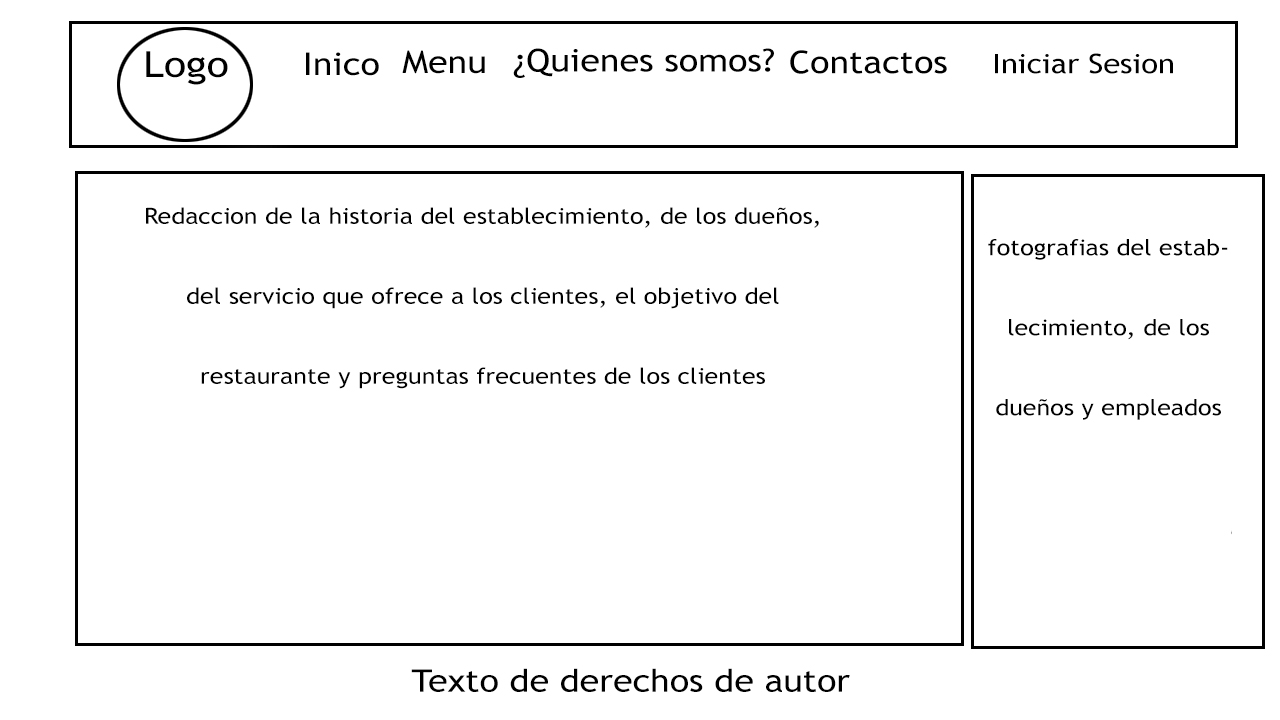 Logo Inico Menu ¿Quienes somos? Contactos Iniciar Sesion
Redaccion de la historia del establecimiento, de los dueños,
del servicio que ofrece a los clientes, el objetivo del
restaurante y preguntas frecuentes de los clientes
fotografias del estab-
lecimiento, de los
dueños y empleados
Texto de derechos de autor